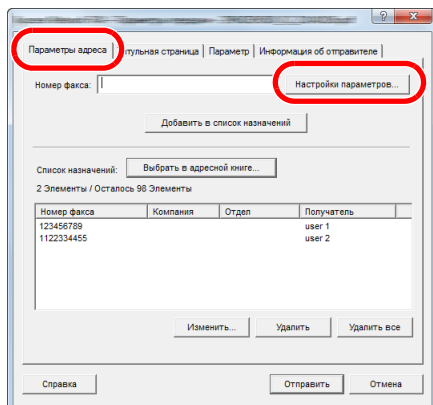 Параметры адреса тульная страница Параметр Информация об отправителе
Номер факса: Настройки параметров...
Добавить в список назначений
Список назначений: Выбрать в адресной книге...
2 Элементы / Осталось 98 Элементы
Номер факса Компания Отдел Получатель
123456789 user 1
1122334455 user 2
Изменить... Удалить Удалить все
Справка Отправить Отмена